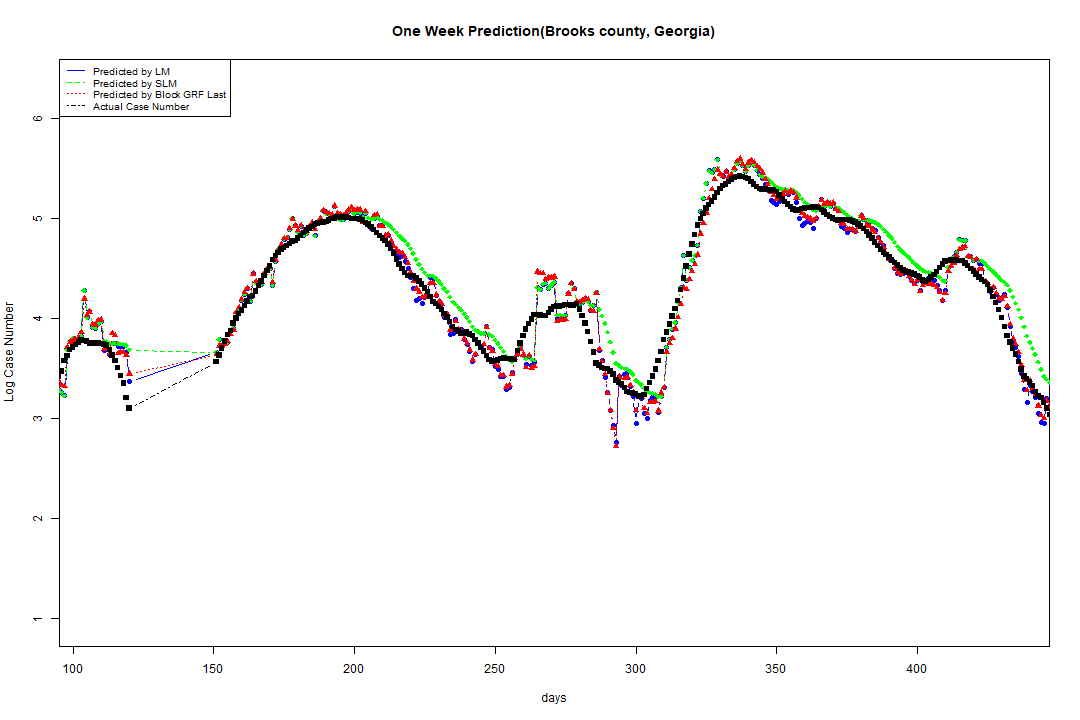 One Week Prediction(Brooks county, Georgia)
Predicted by LM
Predicted by SLM
Predicted by Block GRF Last
Actual Case Number
6
5
4
3
2
1
Log Case Number
100 150 200 250 300 350 400
days